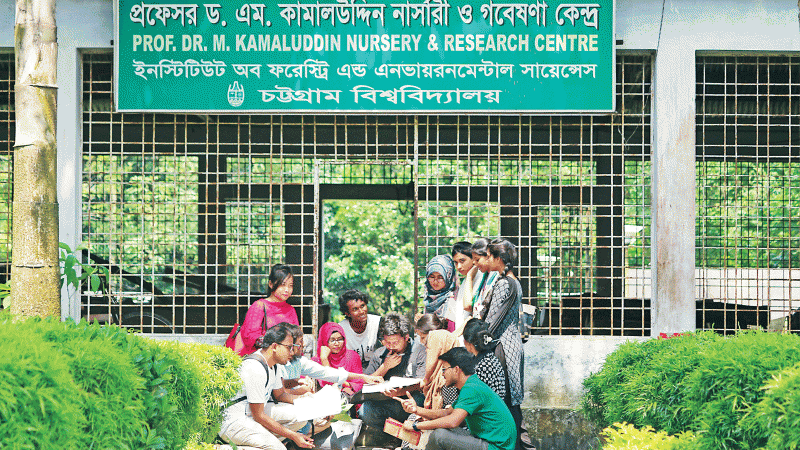 প্রফেসর ড. এম. কামালউদ্দিন নার্সারী ও গবেষণা কেন্দ্র
PROF. DR. M. KAMALUDDIN NURSERY & RESEARCH CENTRE
ইনস্টিটিউট অব ফরেস্ট্রি এন্ড এনভায়রনমেন্টাল সায়েন্সেস
চট্টগ্রাম বিশ্ববিদ্যালয়